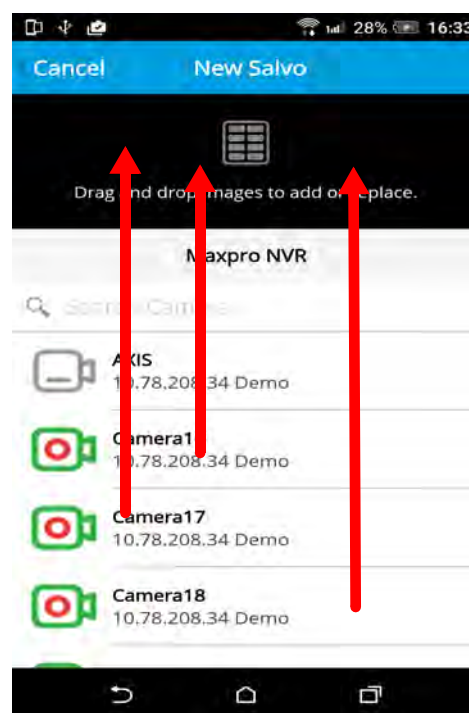 28% 16:33
Cancel New Salvo
Drag and drop images to add or replace.
Maxpro NVR
Search Cameras
AXIS
10.78.208.34 Demo
10.78.208.34 Demo
Camera17
10.78.208.34 Demo
Camera18
10.78.208.34 Demo